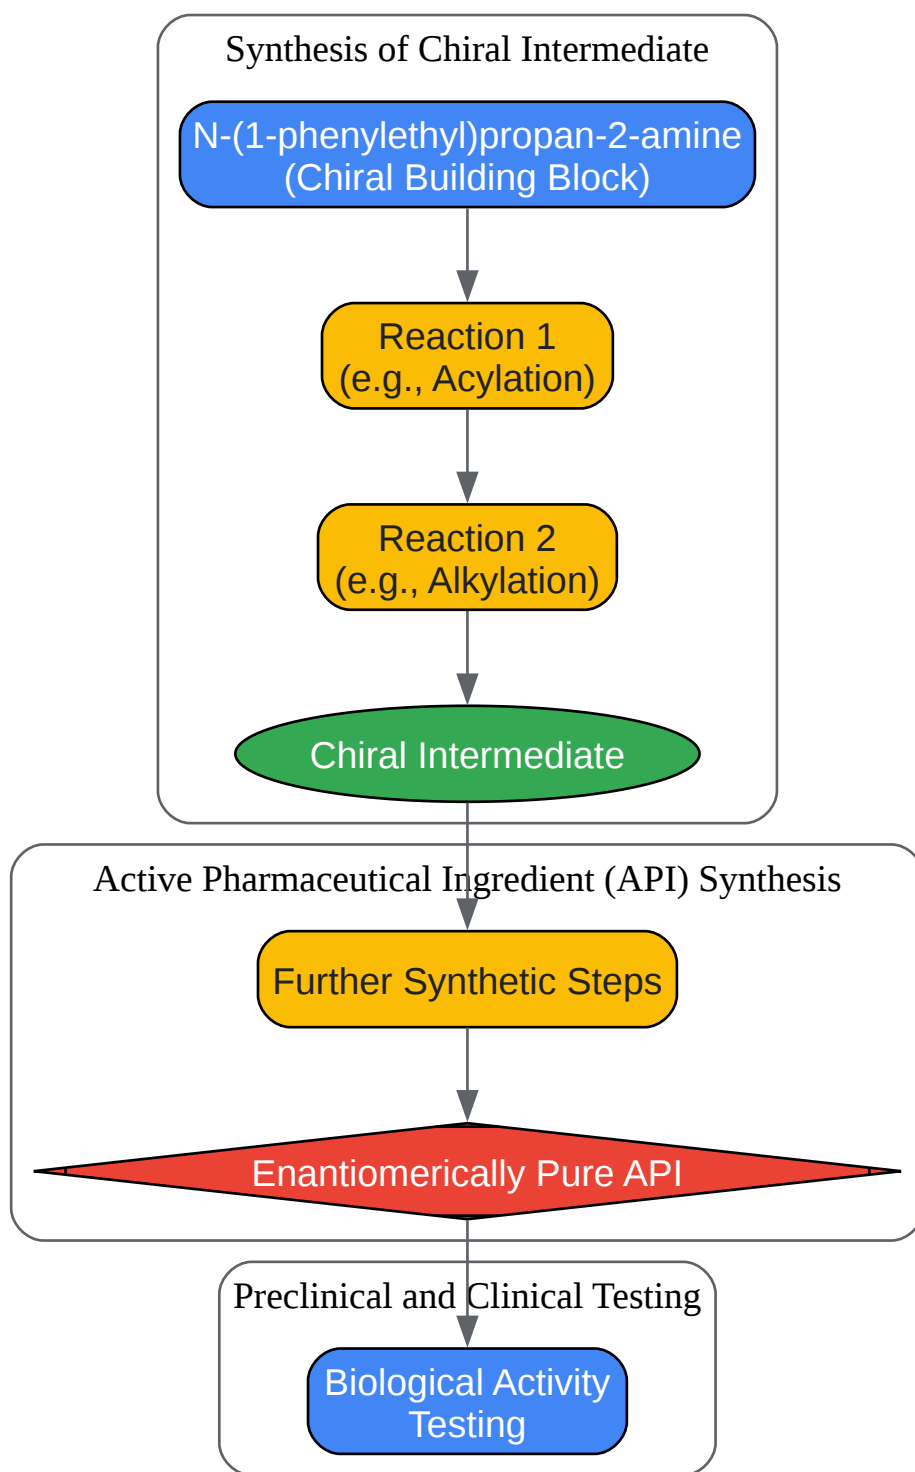 Synthesis of Chiral Intermediate
N-(1-phenylethyl)propan-2-amine
(Chiral Building Block)
Reaction 1
(e.g., Acylation)
Reaction 2
(e.g., Alkylation)
Chiral Intermediate
Active Pharmaceutical Ingredient (API) Synthesis
Further Synthetic Steps
Enantiomerically Pure API
Preclinical and Clinical Testing
Biological Activity
Testing